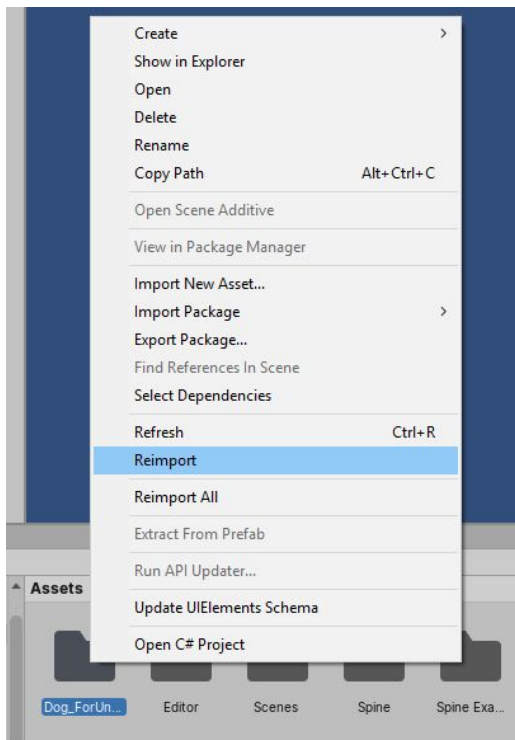 Create
Show in Explorer
Open
Delete
Rename
Copy Path Alt+Ctrl+C
Open Scene Additive
View in Package Manager
Import New Asset...
Import Package
Export Package...
Find References In Scene
Select Dependencies
Refresh Ctrl+R
Reimport
Reimport All
Extract From Prefab
Run API Updater...
Update UIElements Schema
Open C# Project
Assets
Dog_ForUn... Editor Scenes Spine Spine Exa...